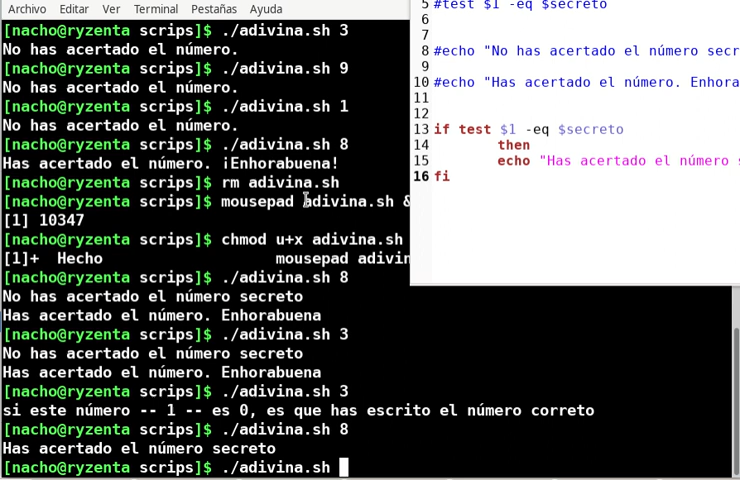 Archivo Editar Ver Terminal Pestañas Ayuda
[nacho@ryzenta scrips]$ ./adivina.sh 3
No has acertado el número.
[nacho@ryzenta scrips]$ ./adivina.sh 9
No has acertado el número.
[nacho@ryzenta scrips]$ ./adivina.sh 1
No has acertado el número.
[nacho@ryzenta scrips]$ ./adivina.sh 8
Has acertado el número. ¡Enhorabuena!
[nacho@ryzenta scrips]$ rm adivina.sh
[nacho@ryzenta scrips]$ mousepad adivina.sh &
[1] 10347
[nacho@ryzenta scrips]$ chmod u+x adivina.sh
[1]+  Hecho                   mousepad adivin
[nacho@ryzenta scrips]$ ./adivina.sh 8
No has acertado el número secreto
Has acertado el número. Enhorabuena
[nacho@ryzenta scrips]$ ./adivina.sh 3
No has acertado el número secreto
Has acertado el número. Enhorabuena
[nacho@ryzenta scrips]$ ./adivina.sh 3
si este número -- 1 -- es 0, es que has escrito el número correto
[nacho@ryzenta scrips]$ ./adivina.sh 8
Has acertado el número secreto
[nacho@ryzenta scrips]$ ./adivina.sh
5 #test $1 -eq $secreto
6
7
8 #echo "No has acertado el número secr
9
10 #echo "Has acertado el número. Enhora
11
12
13 if test $1 -eq $secreto
14         then
15         echo "Has acertado el número s
16 fi